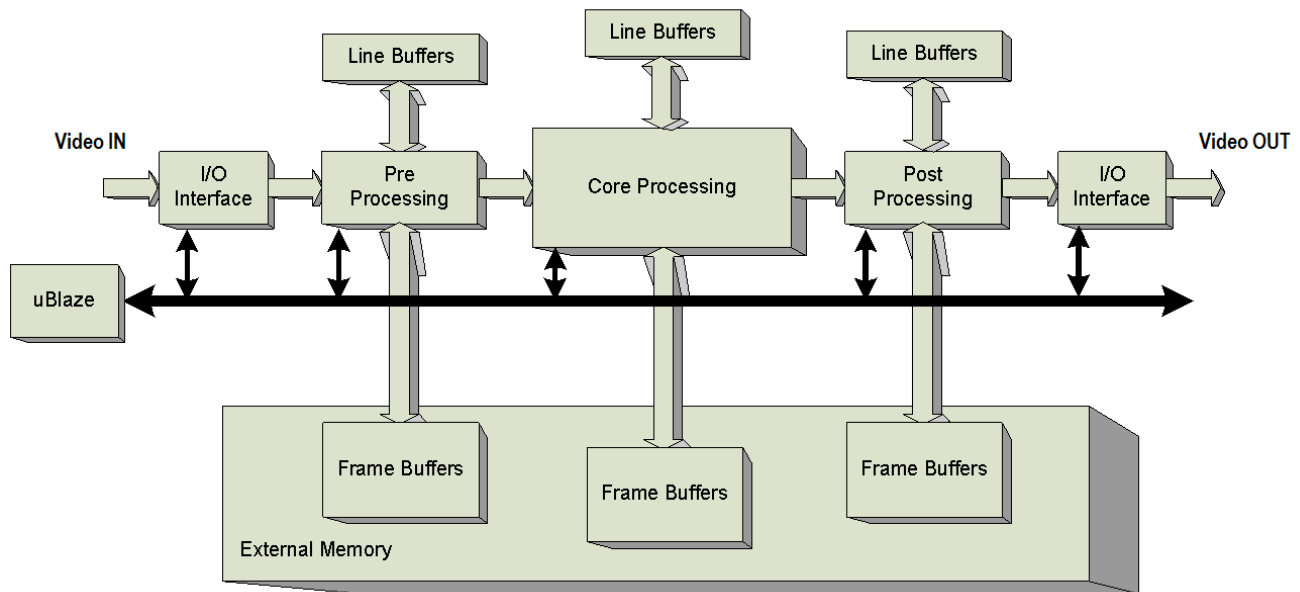 Line Buffers
Line Buffers
Line Buffers
Video IN
Video OUT
I/O
Interface
Pre
Processing
Core Processing
Post
Processing
I/O
Interface
uBlaze
Frame Buffers
Frame Buffers
Frame Buffers
External Memory